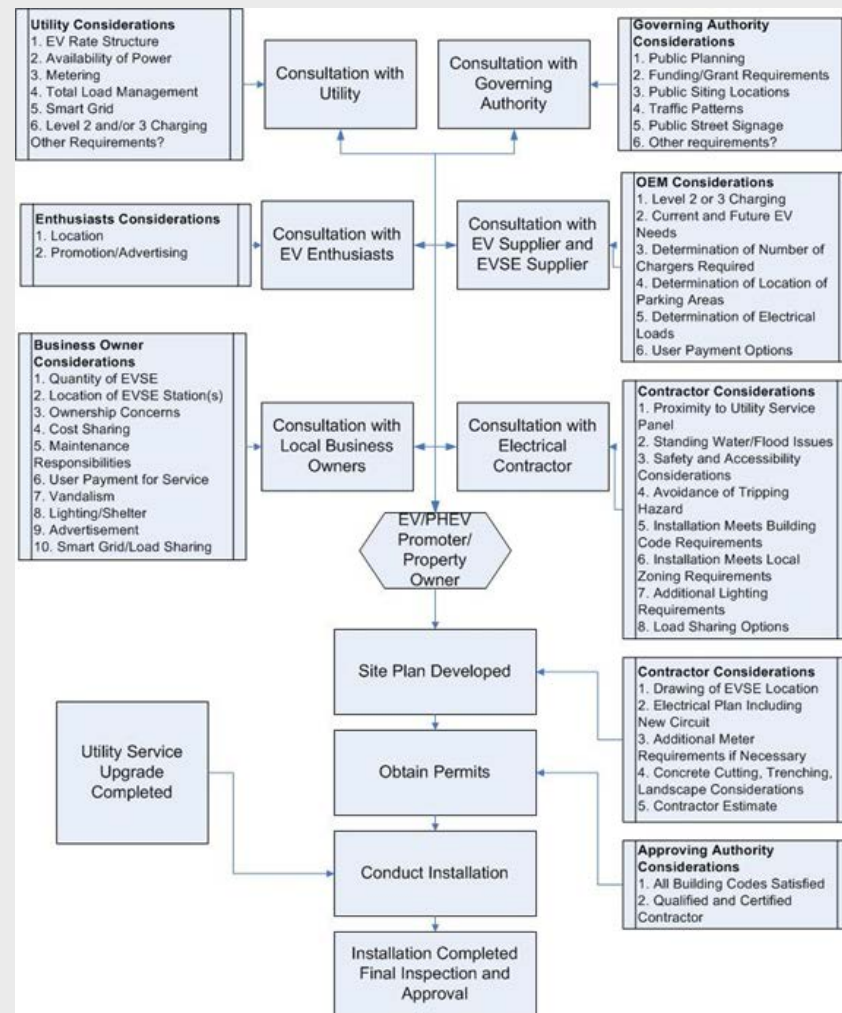 Utility Considerations
1. EV Rate Structure
2. Availability of Power
3. Metering
4. Total Load Management
5. Smart Grid
6. Level 2 and/or 3 Charging
Other Requirements?
Consultation with
Utility
Consultation with
Governing
Authority
Governing Authority
Considerations
1. Public Planning
2. Funding/Grant Requirements
3. Public Siting Locations
4. Traffic Patterns
5. Public Street Signage
6. Other requirements?
Enthusiasts Considerations
1. Location
2. Promotion/Advertising
Consultation with
EV Enthusiasts
Consultation with
EV Supplier and
EVSE Supplier
OEM Considerations
1. Level 2 or 3 Charging
2. Current and Future EV
Needs
3. Determination of Number of
Chargers Required
4. Determination of Location of
Parking Areas
5. Determination of Electrical
Loads
6. User Payment Options
Business Owner
Considerations
1. Quantity of EVSE
2. Location of EVSE Station(s)
3. Ownership Concerns
4. Cost Sharing
5. Maintenance
Responsibilities
6. User Payment for Service
7. Vandalism
8. Lighting/Shelter
9. Advertisement
10. Smart Grid/Load Sharing
Consultation with
Local Business
Owners
Consultation with
Electrical
Contractor
Contractor Considerations
1. Proximity to Utility Service
Panel
2. Standing Water/Flood Issues
3. Safety and Accessibility
Considerations
4. Avoidance of Tripping
Hazard
5. Installation Meets Building
Code Requirements
6. Installation Meets Local
Zoning Requirements
7. Additional Lighting
Requirements
8. Load Sharing Options
EV/PHEV
Promoter/
Property
Owner
Site Plan Developed
Contractor Considerations
1. Drawing of EVSE Location
2. Electrical Plan Including
New Circuit
3. Additional Meter
Requirements if Necessary
4. Concrete Cutting, Trenching,
Landscape Considerations
5. Contractor Estimate
Utility Service
Upgrade
Completed
Obtain Permits
Approving Authority
Considerations
1. All Building Codes Satisfied
2. Qualified and Certified
Contractor
Conduct Installation
Installation Completed
Final Inspection and
Approval